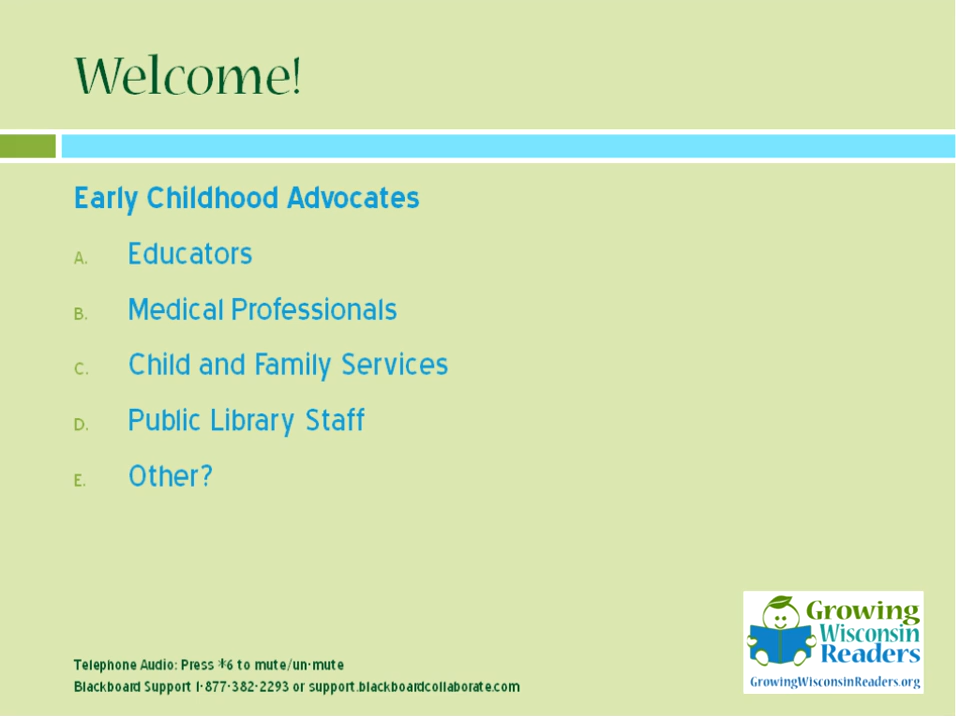 Welcome!
Early Childhood Advocates
A. Educators
B. Medical Professionals
C. Child and Family Services
D. Public Library Staff
E. Other?
Telephone Audio: Press *6 to mute/un-mute
Blackboard Support 1-877-382-2293 or support.blackboardcollaborate.com
Growing
Wisconsin
Readers
GrowingWisconsinReaders.org